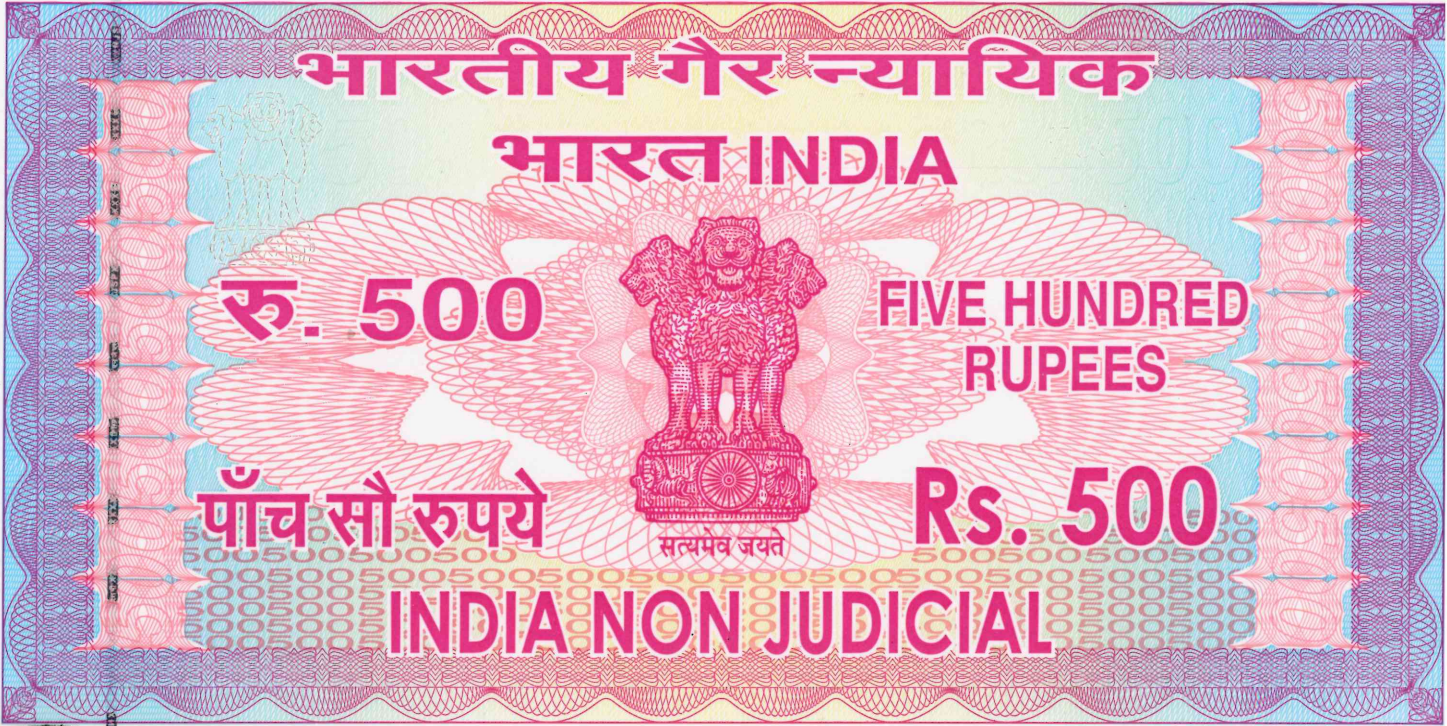 भारतीय गैर न्यायिक
भारत INDIA
रु. 500
FIVE HUNDRED
RUPEES
पाँच सौ रुपये
Rs. 500
सत्यमेव जयते
INDIA NON JUDICIAL